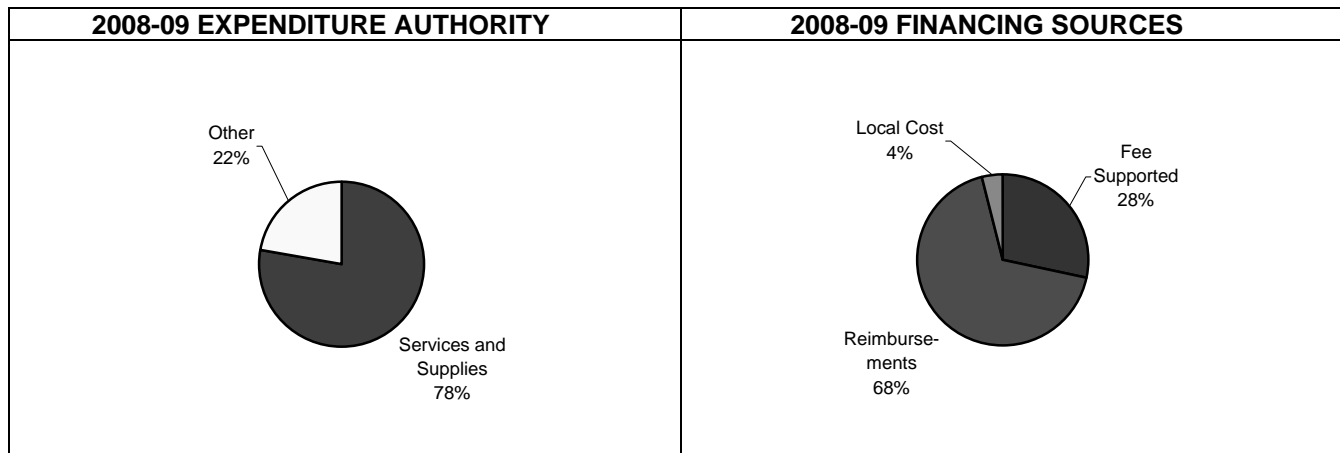 2008-09 EXPENDITURE AUTHORITY
Other
22%
Services and
Supplies
78%
2008-09 FINANCING SOURCES
Local Cost
4%
Fee
Supported
28%
Reimburse-
ments
68%